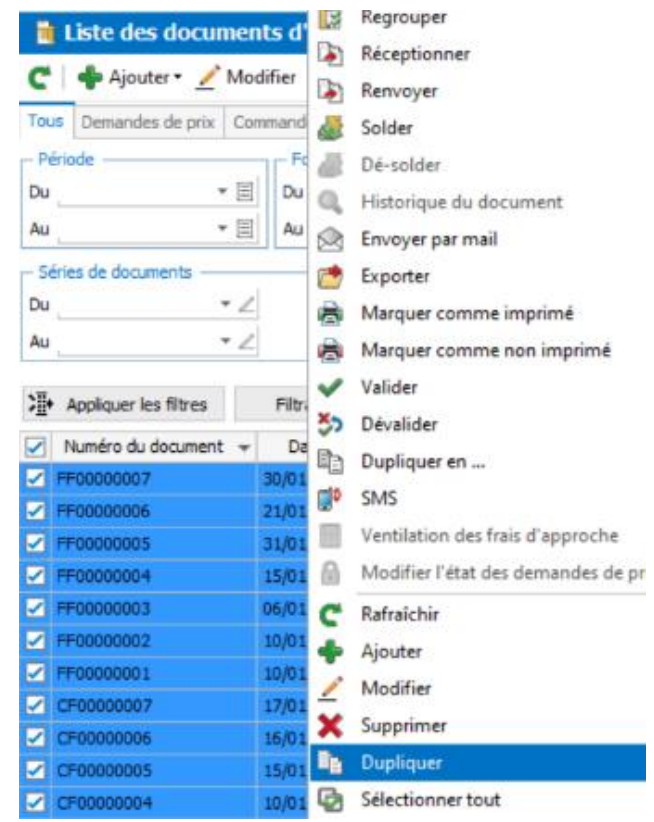 Liste des documents d'
Ajouter Modifier
Tous Demandes de prix Command
Période
Du
Au
Fo
Du
Au
Séries de documents
Du
Au
Appliquer les filtres Filtr
Numéro du document Da
FF00000007 30/01
FF00000006 21/01
FF00000005 31/01
FF00000004 15/01
FF00000003 06/01
FF00000002 10/01
FF00000001 10/01
CF00000007 17/01
CF00000006 16/01
CF00000005 15/01
CF00000004 10/01
Regrouper
Réceptionner
Renvoyer
Solder
Dé-solder
Historique du document
Envoyer par mail
Exporter
Marquer comme imprimé
Marquer comme non imprimé
Valider
Dévalider
Dupliquer en ...
SMS
Ventilation des frais d'approche
Modifier l'état des demandes de pr
Rafraîchir
Ajouter
Modifier
Supprimer
Dupliquer
Sélectionner tout